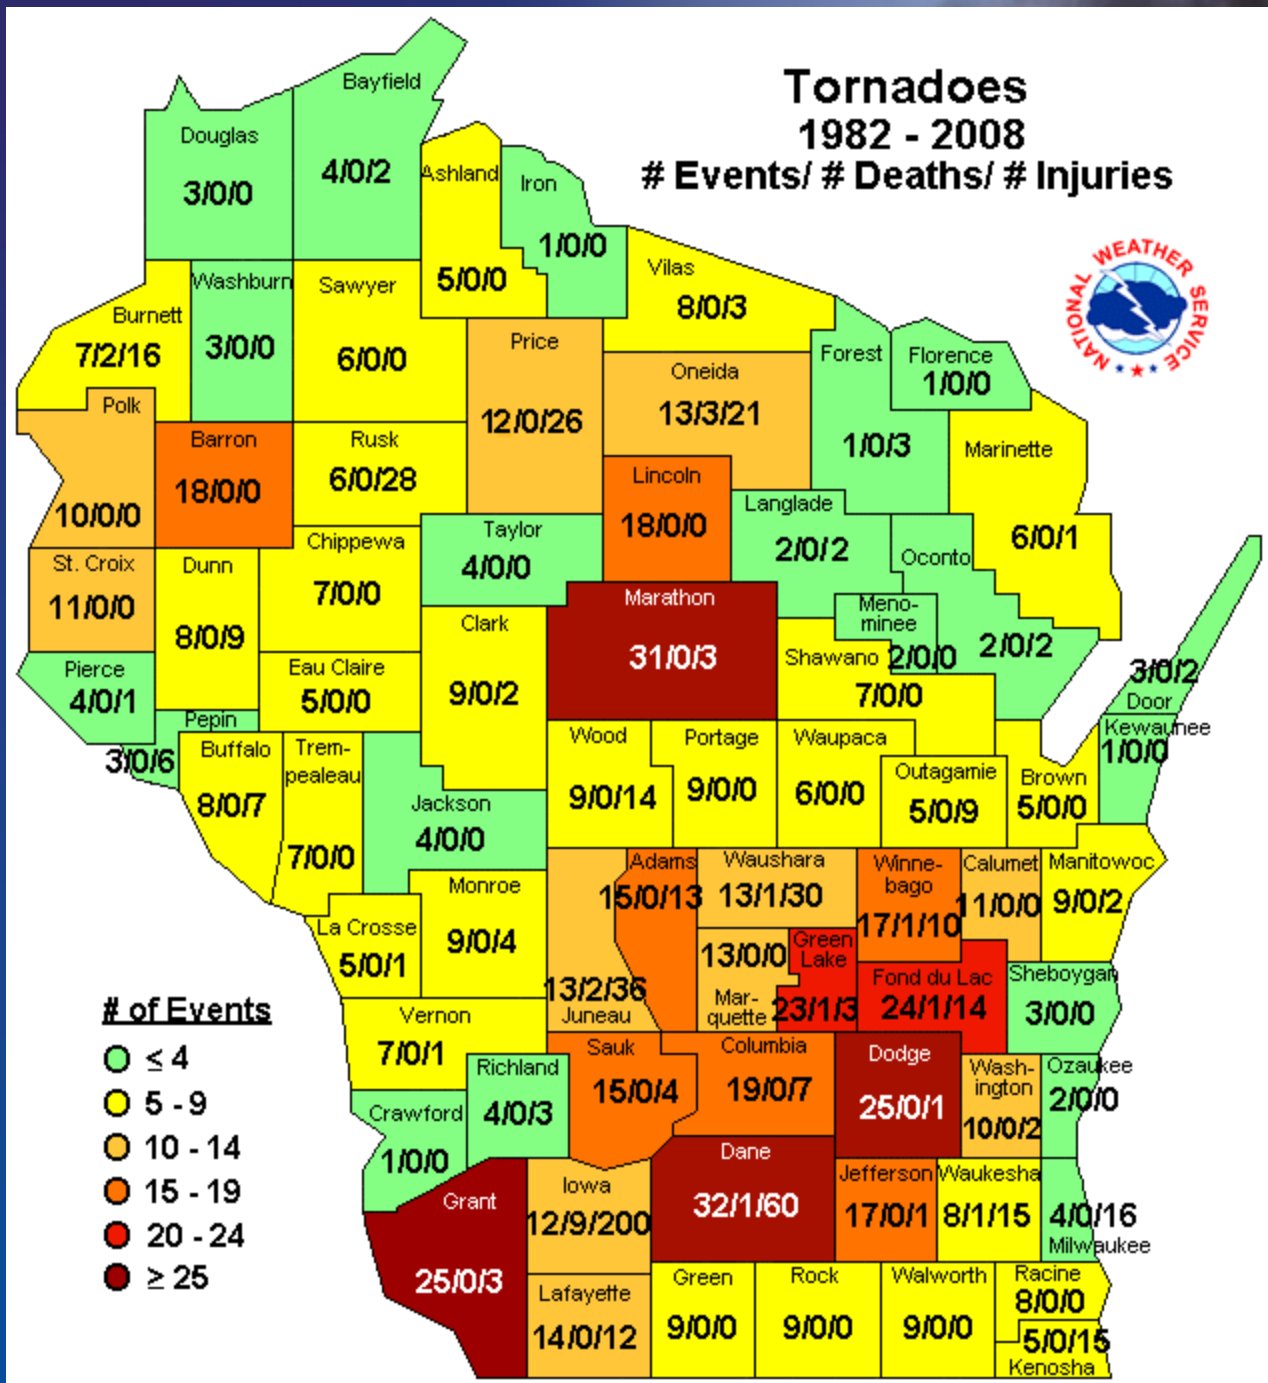 Tornadoes
1982 - 2008
# Events/ # Deaths/ # Injuries
NATIONAL WEATHER SERVICE
Bayfield
4/0/2
Douglas
3/0/0
Ashland
5/0/0
Iron
1/0/0
Vilas
8/0/3
Burnett
7/2/16
Washburn
3/0/0
Sawyer
6/0/0
Price
12/0/26
Oneida
13/3/21
Forest
1/0/3
Florence
1/0/0
Marinette
6/0/1
Polk
10/0/0
Barron
18/0/0
Rusk
6/0/28
Lincoln
18/0/0
Langlade
2/0/2
Oconto
2/0/2
Taylor
4/0/0
Chippewa
7/0/0
St. Croix
11/0/0
Dunn
8/0/9
Marathon
31/0/3
Meno-
minee
2/0/0
Clark
9/0/2
Shawano
7/0/0
Pierce
4/0/1
Eau Claire
5/0/0
3/0/2
Door
Pepin
3/0/6
Buffalo
8/0/7
Trem-
pealeau
7/0/0
Jackson
4/0/0
Wood
9/0/14
Portage
9/0/0
Waupaca
6/0/0
Outagamie
5/0/9
Brown
5/0/0
Kewaunee
1/0/0
Monroe
9/0/4
La Crosse
5/0/1
13/2/36
Juneau
Adams
15/0/13
Waushara
13/1/30
Winne-
bago
17/1/10
Calumet
11/0/0
Manitowoc
9/0/2
13/0/0
Mar-
quette
Green
Lake
23/1/3
Fond du Lac
24/1/14
Sheboygan
3/0/0
Vernon
7/0/1
Richland
4/0/3
Sauk
15/0/4
Columbia
19/0/7
Dodge
25/0/1
Wash-
ington
10/0/2
Ozaukee
2/0/0
Crawford
1/0/0
Grant
25/0/3
Iowa
12/9/200
Dane
32/1/60
Jefferson
17/0/1
Waukesha
8/1/15
4/0/16
Milwaukee
Lafayette
14/0/12
Green
9/0/0
Rock
9/0/0
Walworth
9/0/0
Racine
8/0/0
5/0/15
Kenosha
# of Events
≤ 4
5 - 9
10 - 14
15 - 19
20 - 24
≥ 25